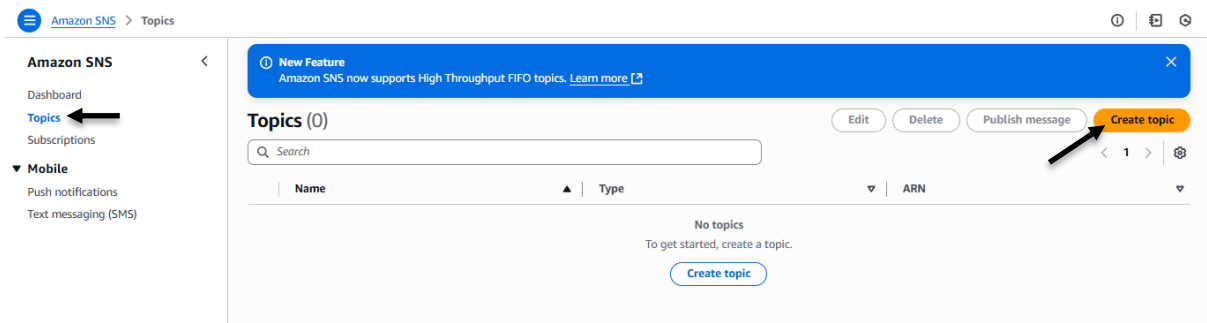 Amazon SNS > Topics
Amazon SNS
Dashboard
Topics
Subscriptions
Mobile
Push notifications
Text messaging (SMS)
New Feature
Amazon SNS now supports High Throughput FIFO topics. Learn more
Topics (0)
Edit
Delete
Publish message
Create topic
Search
< 1 >
Name
Type
ARN
No topics
To get started, create a topic.
Create topic